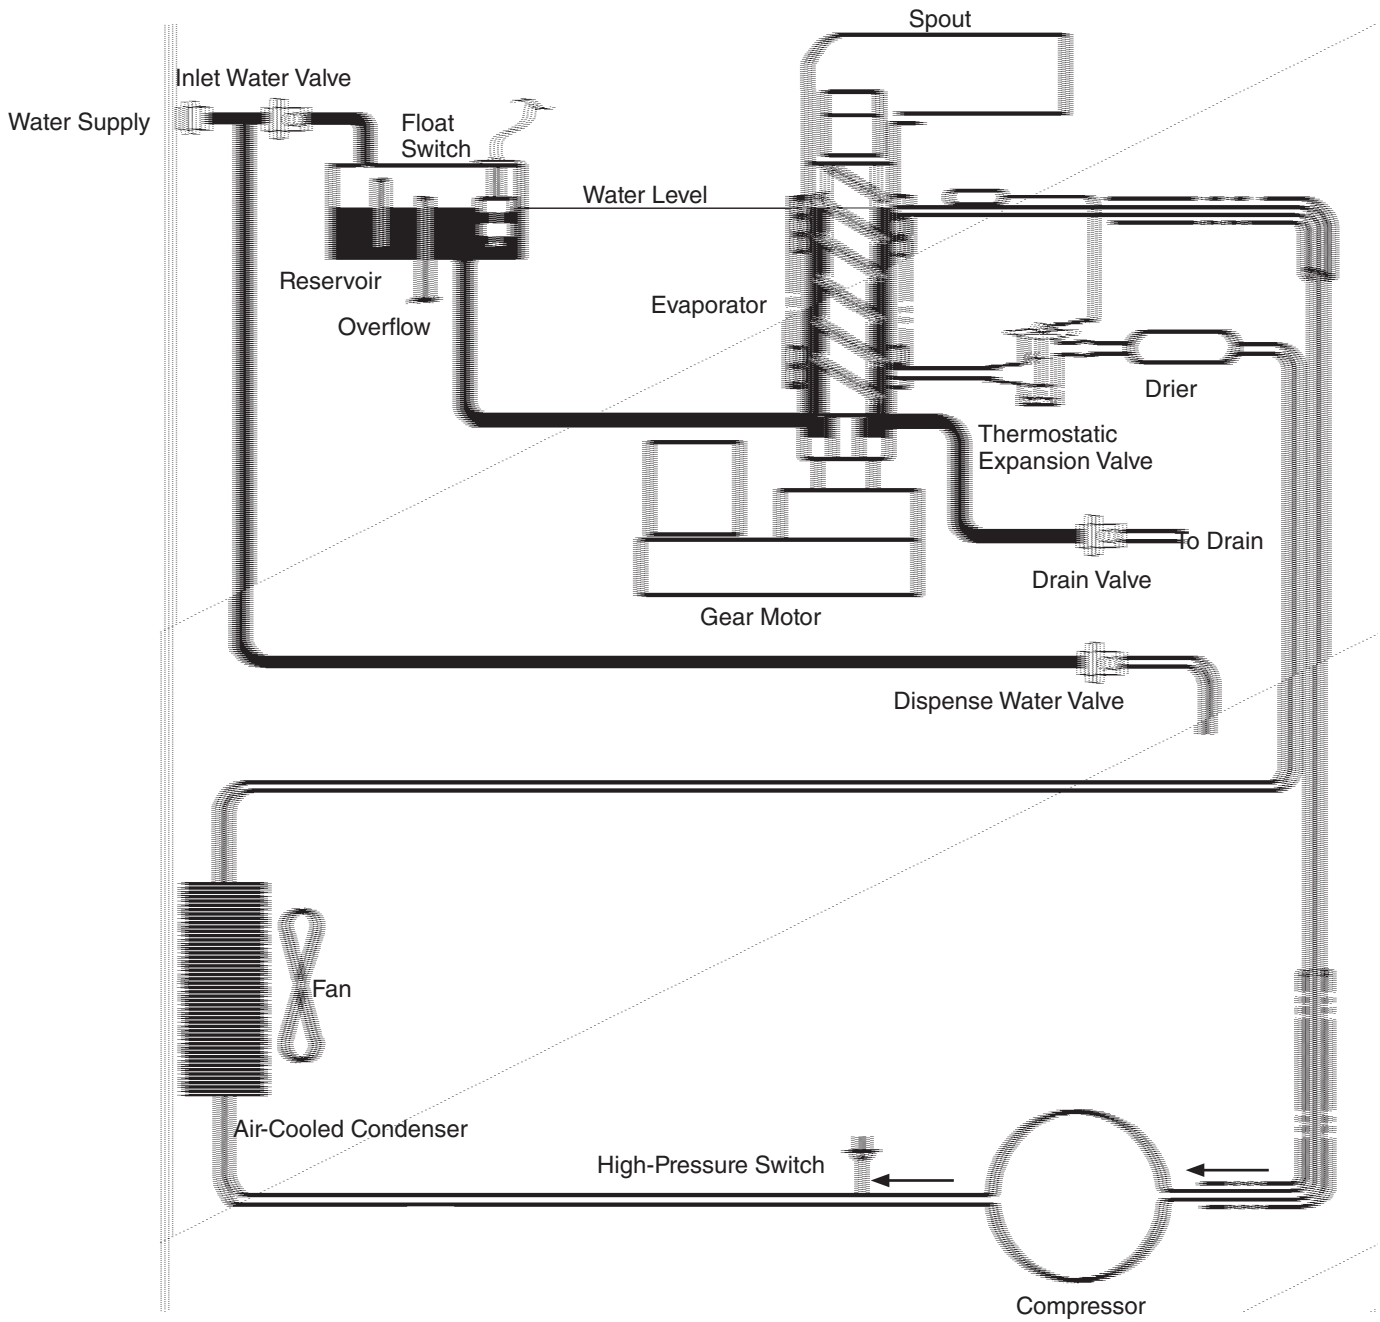 Spout
Inlet Water Valve
Water Supply
Float
Switch
Water Level
Reservoir
Overflow
Evaporator
Drier
Thermostatic
Expansion Valve
To Drain
Drain Valve
Gear Motor
Dispense Water Valve
Fan
Air-Cooled Condenser
High-Pressure Switch
Compressor